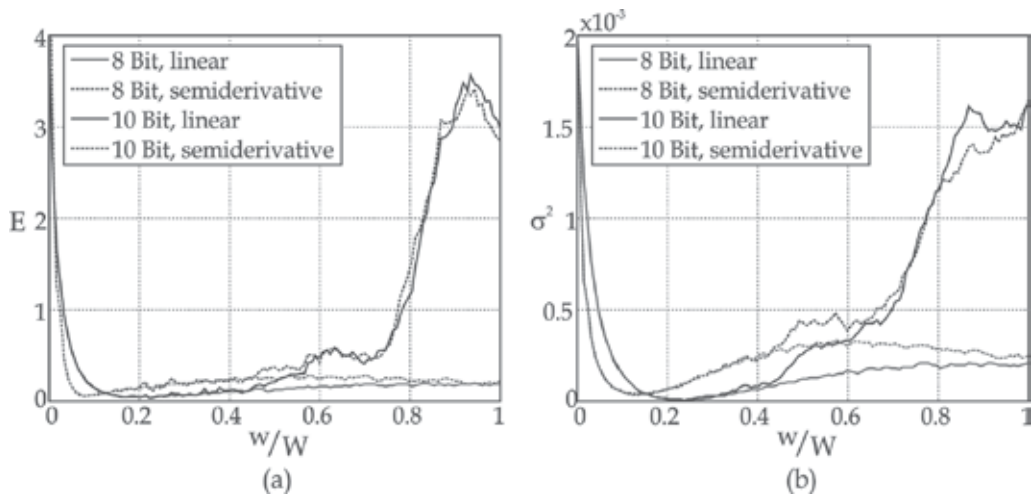 4
3
2
1
0
E
8 Bit, linear
8 Bit, semiderivative
10 Bit, linear
10 Bit, semiderivative
0 0.2 0.4 0.6 0.8 1
w/W
(a)
x10⁻³
2
1.5
1
0.5
0
σ²
8 Bit, linear
8 Bit, semiderivative
10 Bit, linear
10 Bit, semiderivative
0 0.2 0.4 0.6 0.8 1
w/W
(b)